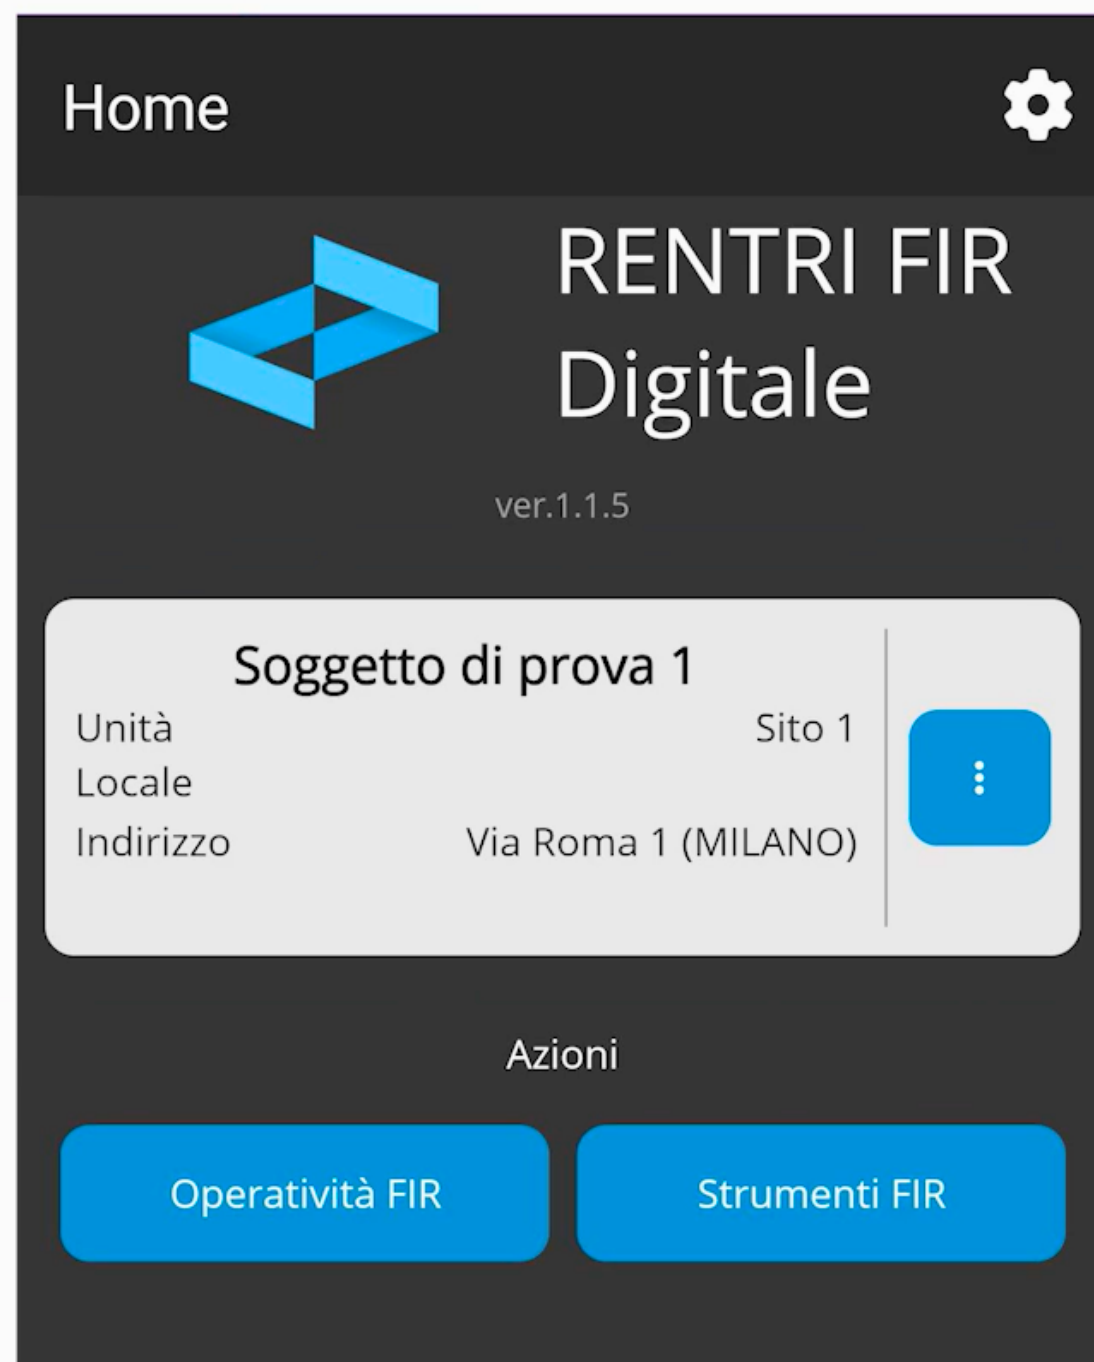 Home
RENTRI FIR
Digitale
ver.1.1.5
Soggetto di prova 1
Unità Sito 1
Locale
Indirizzo Via Roma 1 (MILANO)
Azioni
Operatività FIR Strumenti FIR